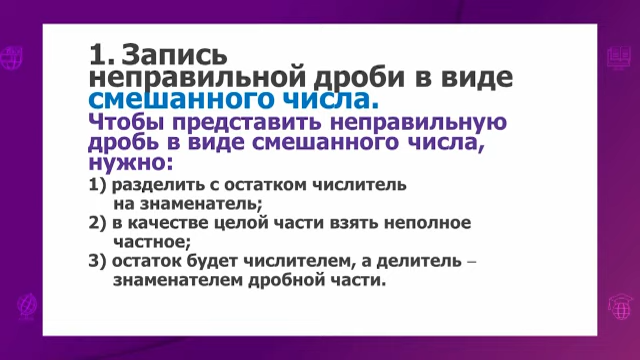 1. Запись
неправильной дроби в виде
смешанного числа.
Чтобы представить неправильную
дробь в виде смешанного числа,
нужно:
1) разделить с остатком числитель
на знаменатель;
2) в качестве целой части взять неполное
частное;
3) остаток будет числителем, а делитель –
знаменателем дробной части.